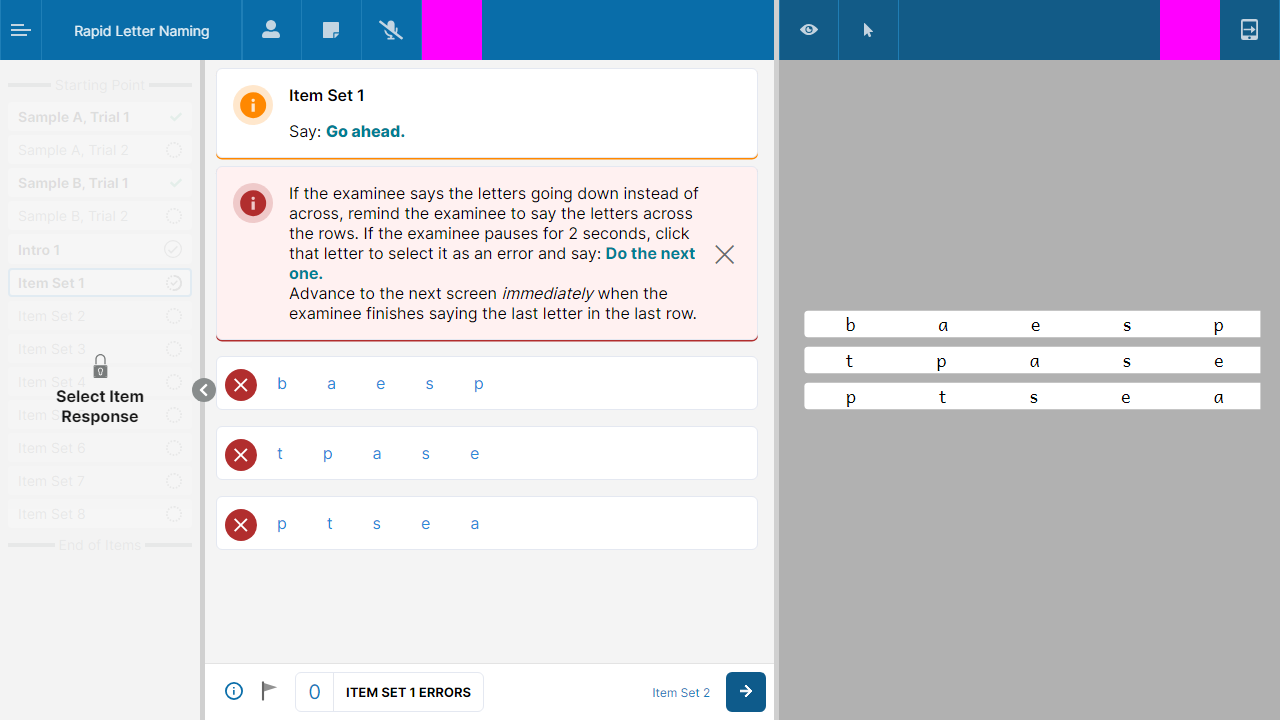 Rapid Letter Naming
Starting Point
Sample A, Trial 1
Sample A, Trial 2
Sample B, Trial 1
Sample B, Trial 2
Intro 1
Item Set 1
Item Set 2
Item Set 3
Item Set 4
Select Item
Response
Item Set 6
Item Set 7
Item Set 8
End of Items
Item Set 1
Say: Go ahead.
If the examinee says the letters going down instead of
across, remind the examinee to say the letters across
the rows. If the examinee pauses for 2 seconds, click
that letter to select it as an error and say: Do the next
one.
Advance to the next screen immediately when the
examinee finishes saying the last letter in the last row.
b a e s p
t p a s e
p t s e a
0 ITEM SET 1 ERRORS
Item Set 2
b a e s p
t p a s e
p t s e a